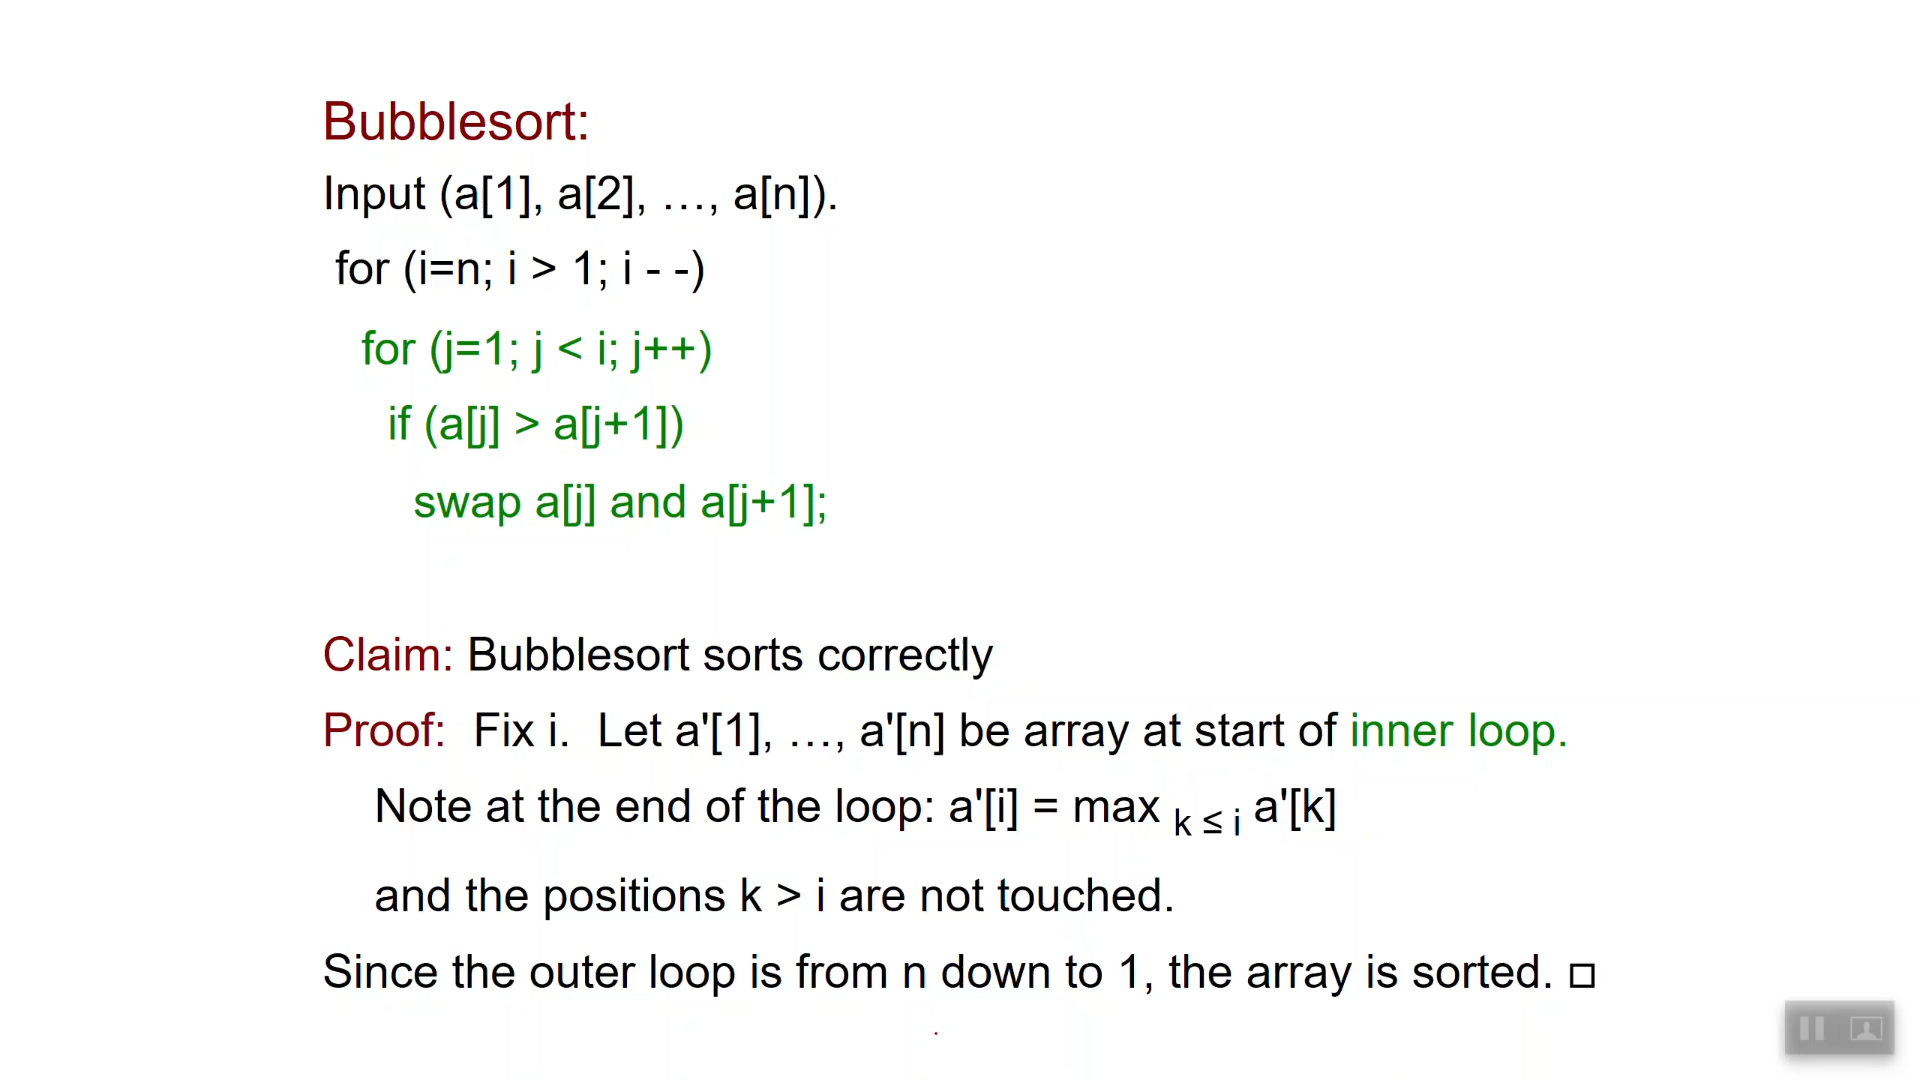 Bubblesort:
Input (a[1], a[2], …, a[n]).
for (i=n; i > 1; i - -)
for (j=1; j < i; j++)
if (a[j] > a[j+1])
swap a[j] and a[j+1];
Claim: Bubblesort sorts correctly
Proof: Fix i. Let a'[1], …, a'[n] be array at start of inner loop.
Note at the end of the loop: a'[i] = max k ≤ i a'[k]
and the positions k > i are not touched.
Since the outer loop is from n down to 1, the array is sorted. □